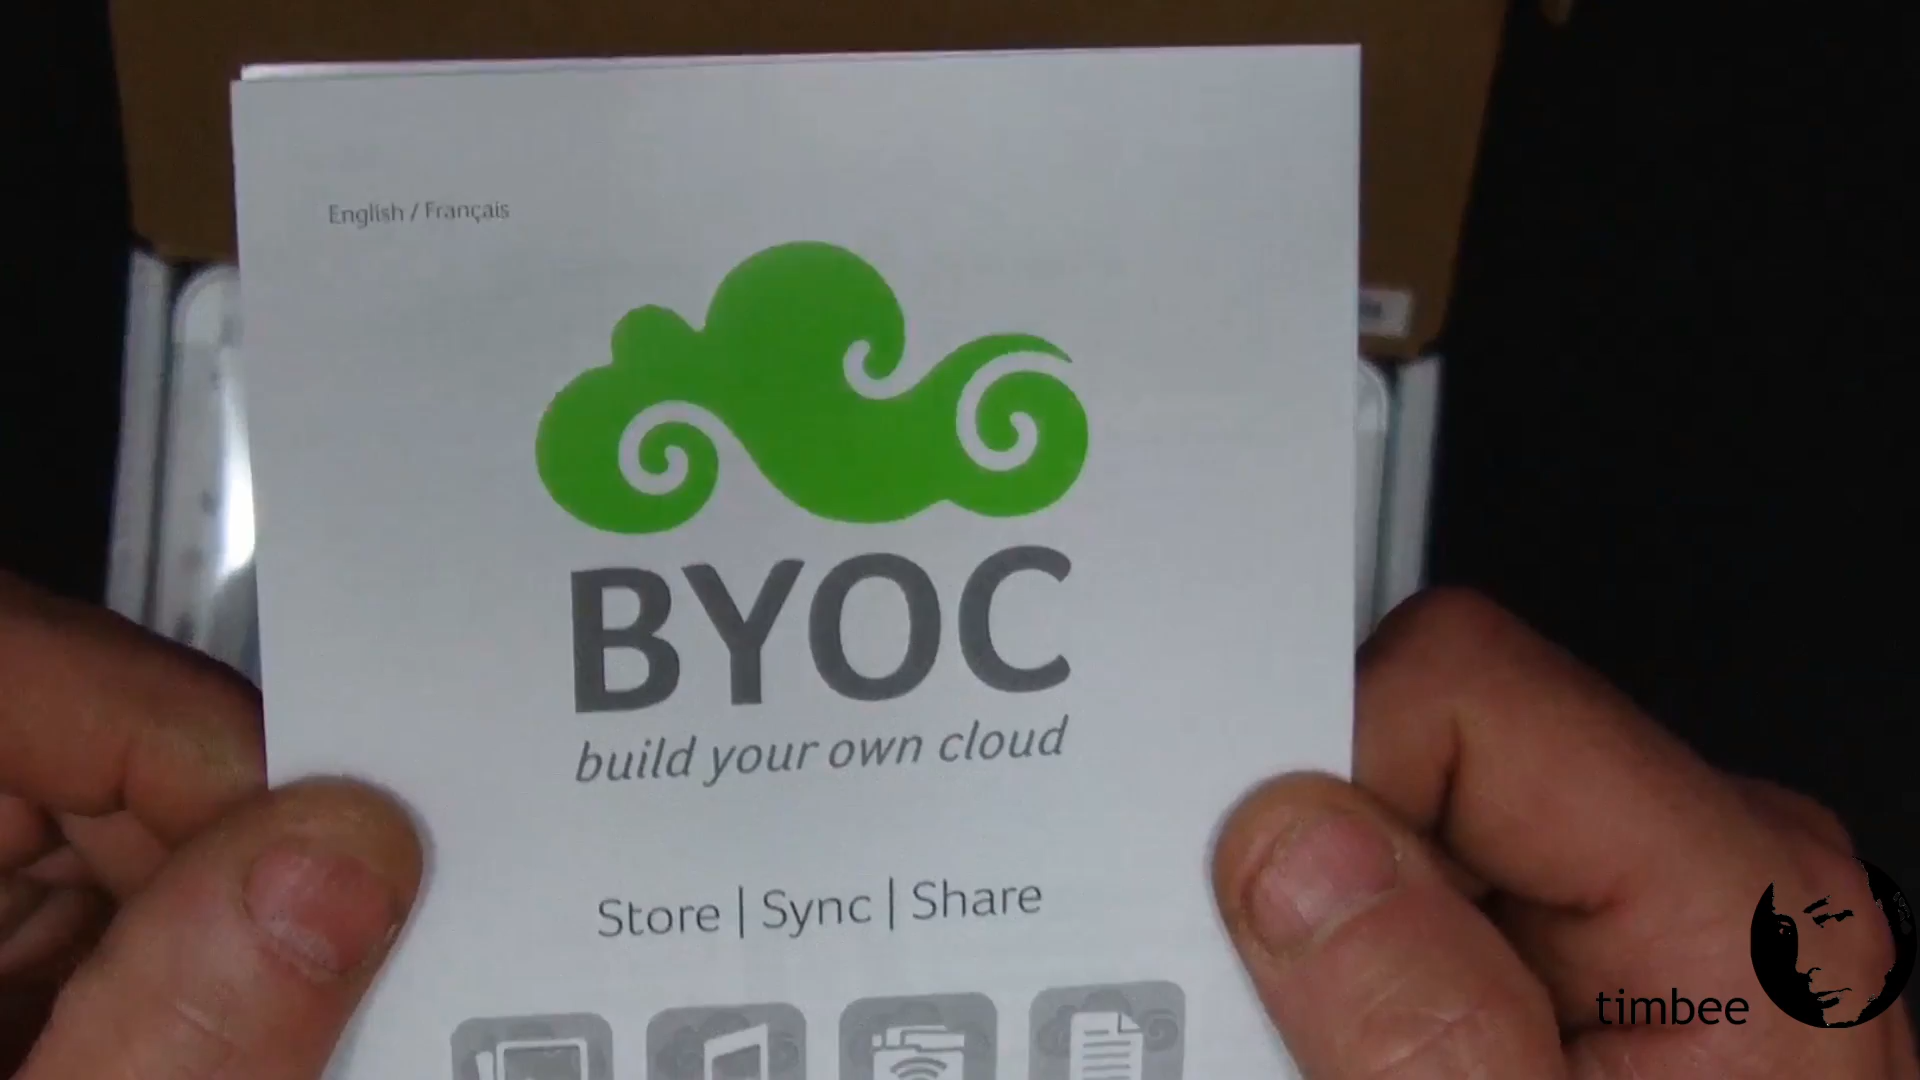 English / Français
BYOC
build your own cloud
Store | Sync | Share
timbee